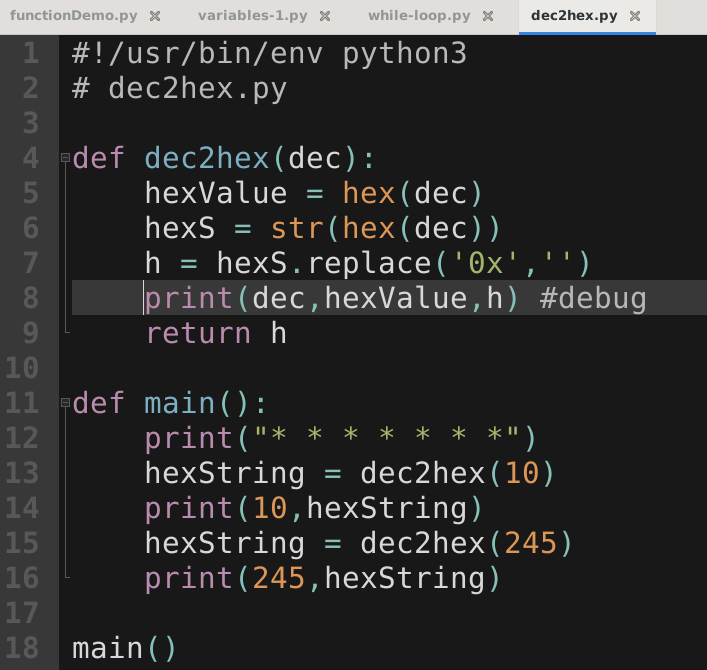 functionDemo.py × variables-1.py × while-loop.py × dec2hex.py ×
1 #!/usr/bin/env python3
2 # dec2hex.py
3
4 def dec2hex(dec):
5     hexValue = hex(dec)
6     hexS = str(hex(dec))
7     h = hexS.replace('0x','')
8     print(dec,hexValue,h) #debug
9     return h
10
11 def main():
12     print("* * * * * * *")
13     hexString = dec2hex(10)
14     print(10,hexString)
15     hexString = dec2hex(245)
16     print(245,hexString)
17
18 main()